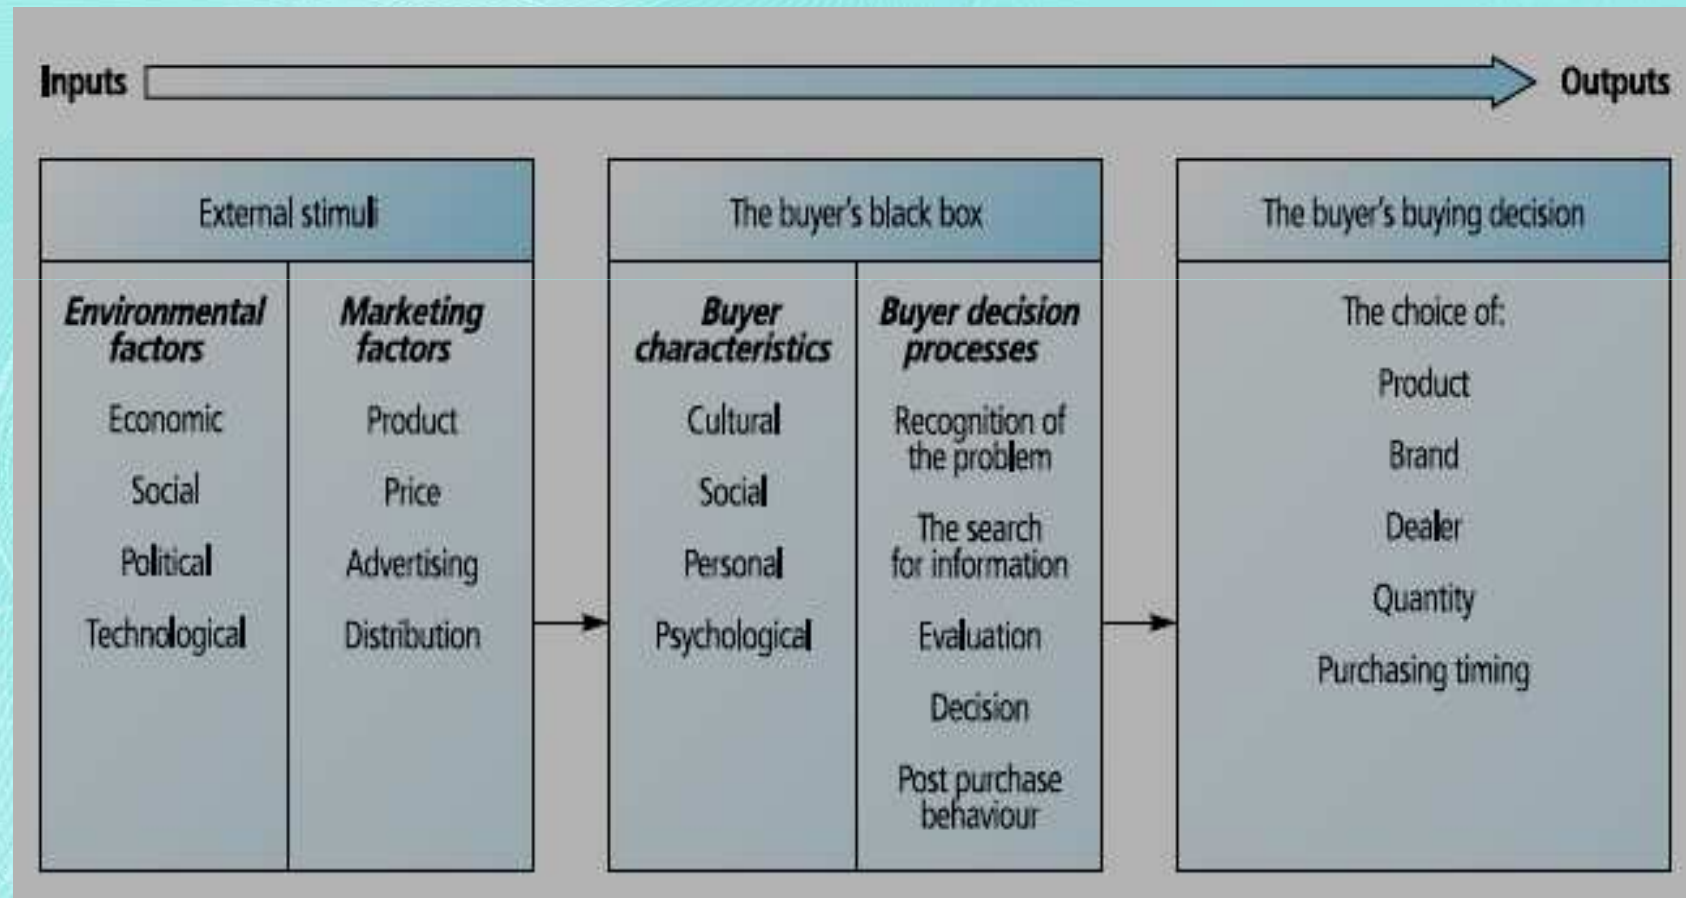 Inputs
Outputs
External stimuli
Environmental
factors
Economic
Social
Political
Technological
Marketing
factors
Product
Price
Advertising
Distribution
The buyer's black box
Buyer
characteristics
Cultural
Social
Personal
Psychological
Buyer decision
processes
Recognition of
the problem
The search
for information
Evaluation
Decision
Post purchase
behaviour
The buyer's buying decision
The choice of:
Product
Brand
Dealer
Quantity
Purchasing timing